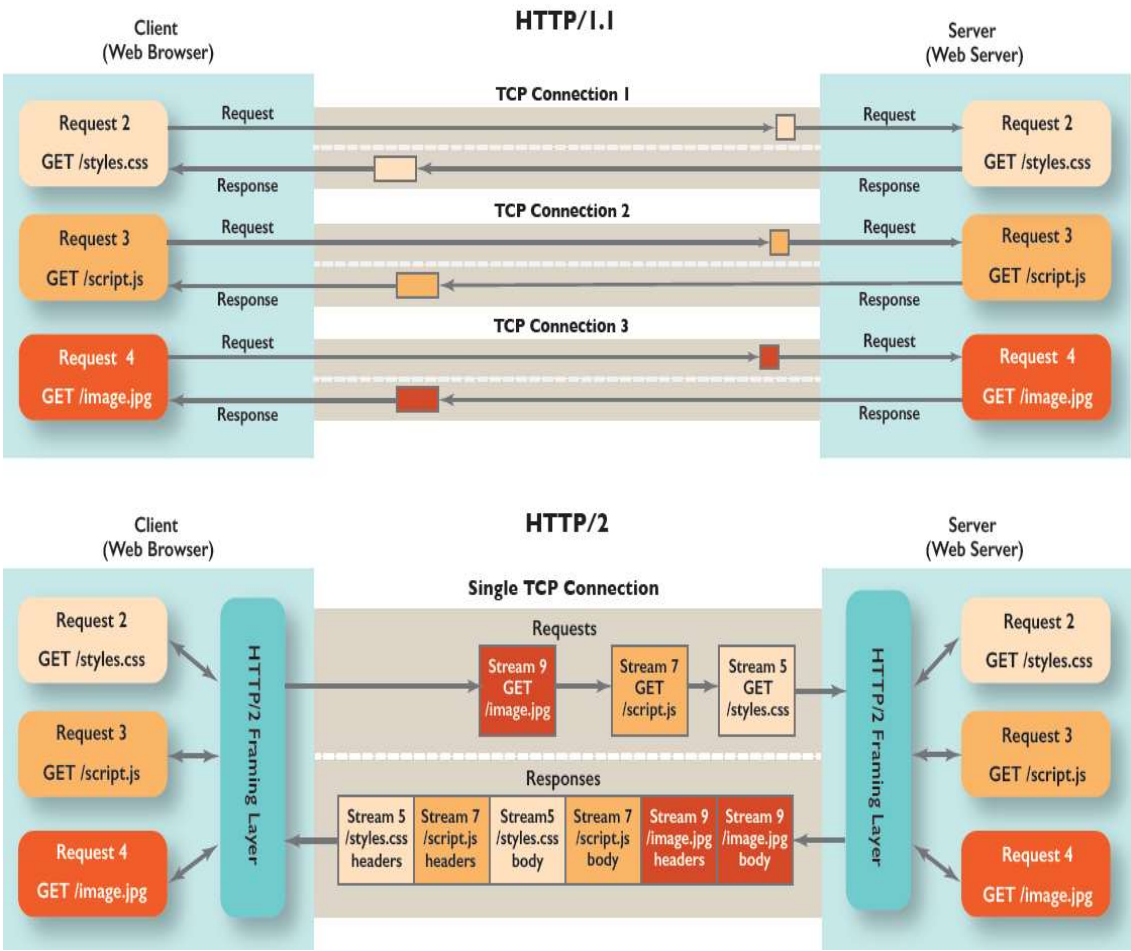 HTTP/1.1
Client
(Web Browser)
Server
(Web Server)
TCP Connection 1
Request 2
GET /styles.css
Request
Response
Request
Response
Request 2
GET /styles.css
TCP Connection 2
Request 3
GET /script.js
Request
Response
Request
Response
Request 3
GET /script.js
TCP Connection 3
Request 4
GET /image.jpg
Request
Response
Request
Response
Request 4
GET /image.jpg
HTTP/2
Client
(Web Browser)
Server
(Web Server)
Single TCP Connection
Request 2
GET /styles.css
Request 3
GET /script.js
Request 4
GET /image.jpg
HTTP/2 Framing Layer
Requests
Stream 9
GET
/image.jpg
Stream 7
GET
/script.js
Stream 5
GET
/styles.css
Responses
Stream 5
/styles.css
headers
Stream 7
/script.js
headers
Stream5
/styles.css
body
Stream 7
/script.js
body
Stream 9
/image.jpg
headers
Stream 9
/image.jpg
body
HTTP/2 Framing Layer
Request 2
GET /styles.css
Request 3
GET /script.js
Request 4
GET /image.jpg